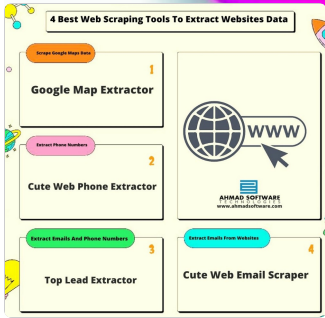 4 Best Web Scraping Tools To Extract Websites Data
Scrape Google Maps Data
1
Google Map Extractor
Extract Phone Numbers
2
Cute Web Phone Extractor
WWW
AHMAD SOFTWARE
TECHNOLOGIES
www.ahmadsoftware.com
Extract Emails And Phone Numbers
3
Top Lead Extractor
Extract Emails From Websites
4
Cute Web Email Scraper